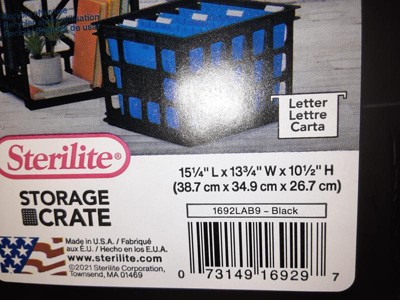 de uso.
Letter
Lettre
Carta
Sterilite®
STORAGE
CRATE
15¼" L x 13¾" W x 10½" H
(38.7 cm x 34.9 cm x 26.7 cm)
1692LAB9 – Black
Made in U.S.A. / Fabriqué
aux É.U. / Hecho en los E.U.A.
www.sterilite.com
©2021 Sterilite Corporation,
Townsend, MA 01469
0 73149 16929 7